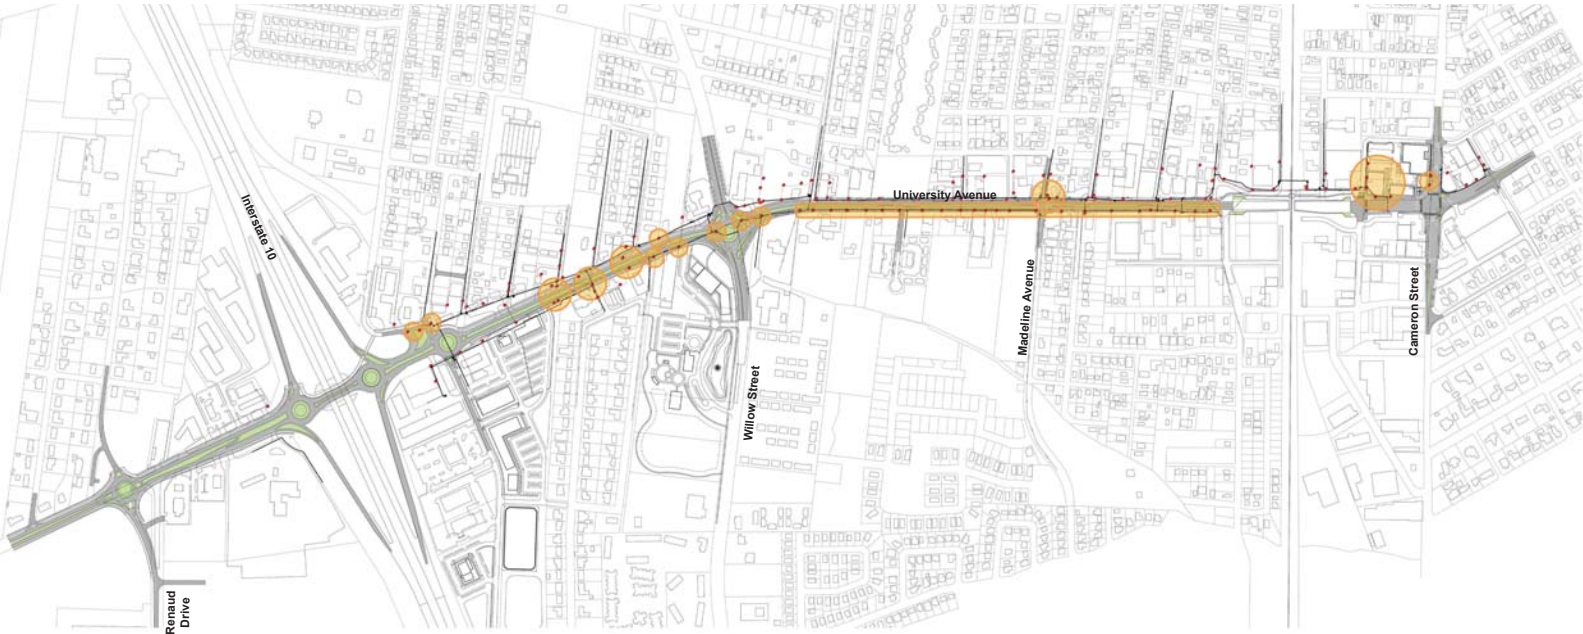 University Avenue
Interstate 10
Madeline Avenue
Cameron Street
Willow Street
Renaud
Drive